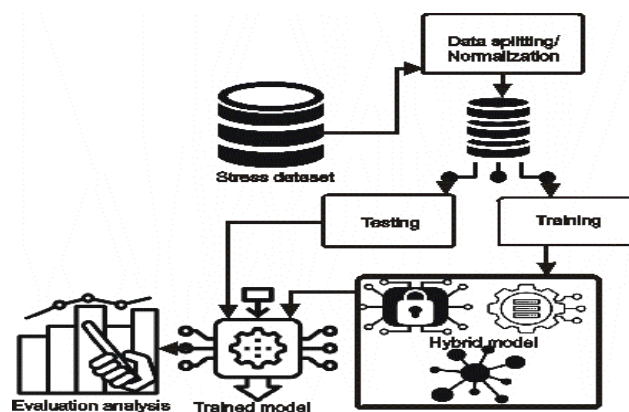 Data splitting/
Normalization
Stress dataset
Testing
Training
Hybrid model
Evaluation analysis
Trained model